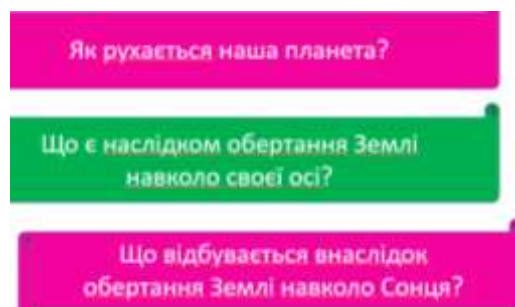 Як рухається наша планета?
Що є наслідком обертання Землі
навколо своєї осі?
Що відбувається внаслідок
обертання Землі навколо Сонця?